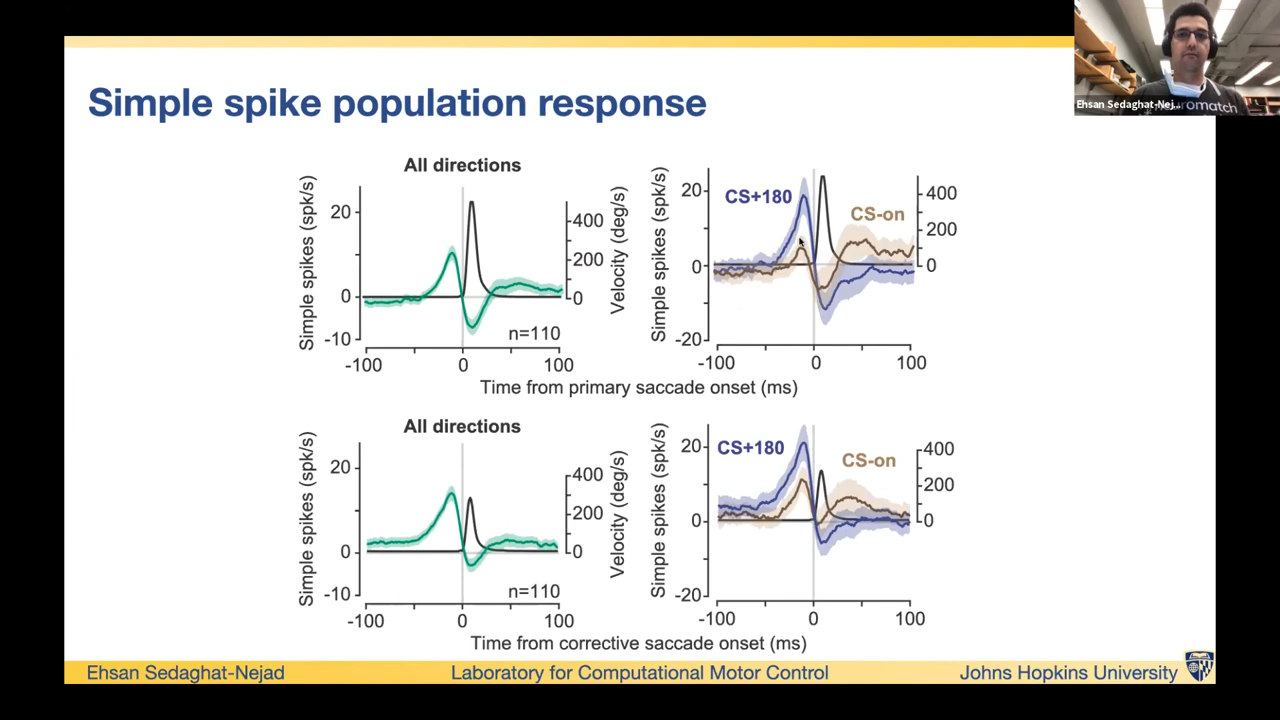 Ehsan Sedaghat-Nej...
romatch
Simple spike population response
All directions
Simple spikes (spk/s)
20
0
-10
400
200
0
Velocity (deg/s)
n=110
-100
0
100
Simple spikes (spk/s)
20
0
-20
CS+180
CS-on
400
200
0
-100
0
100
Time from primary saccade onset (ms)
All directions
Simple spikes (spk/s)
20
0
-10
400
200
0
Velocity (deg/s)
n=110
-100
0
100
Simple spikes (spk/s)
20
0
-20
CS+180
CS-on
400
200
0
-100
0
100
Time from corrective saccade onset (ms)
Ehsan Sedaghat-Nejad
Laboratory for Computational Motor Control
Johns Hopkins University